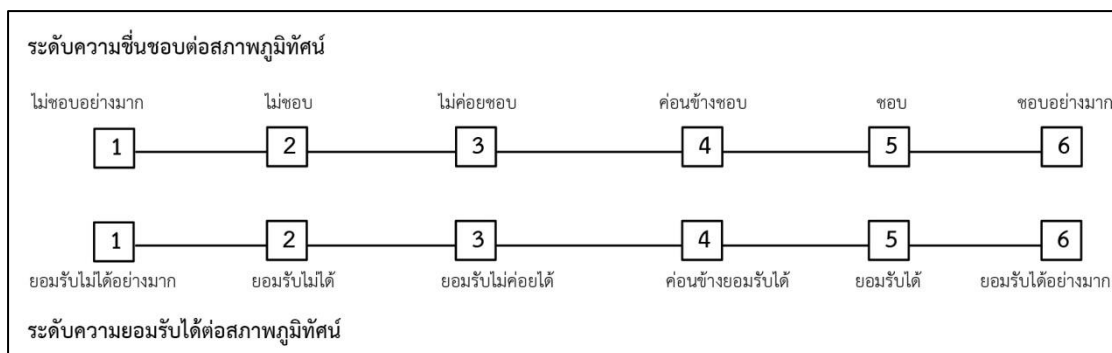 ระดับความชื่นชอบต่อสภาพภูมิทัศน์
ไม่ชอบอย่างมาก ไม่ชอบ ไม่ค่อยชอบ ค่อนข้างชอบ ชอบ ชอบอย่างมาก
1 2 3 4 5 6
1 2 3 4 5 6
ยอมรับไม่ได้อย่างมาก ยอมรับไม่ได้ ยอมรับไม่ค่อยได้ ค่อนข้างยอมรับได้ ยอมรับได้ ยอมรับได้อย่างมาก
ระดับความยอมรับได้ต่อสภาพภูมิทัศน์